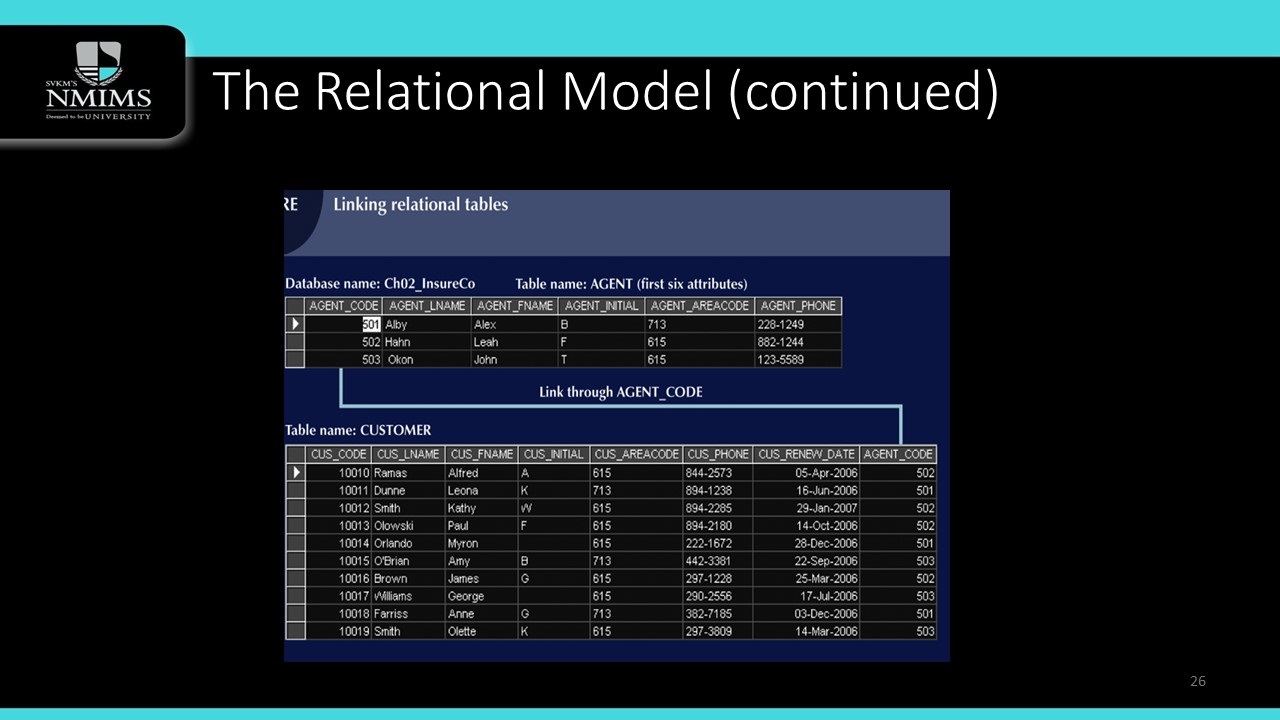 SVKM'S
NMIMS
Deemed to be UNIVERSITY
The Relational Model (continued)
RE Linking relational tables
Database name: Ch02_InsureCo Table name: AGENT (first six attributes)
AGENT_CODE AGENT_LNAME AGENT_FNAME AGENT_INITIAL AGENT_AREACODE AGENT_PHONE
501 Alby Alex B 713 228-1249
502 Hahn Leah F 615 882-1244
503 Okon John T 615 123-5589
Link through AGENT_CODE
Table name: CUSTOMER
CUS_CODE CUS_LNAME CUS_FNAME CUS_INITIAL CUS_AREACODE CUS_PHONE CUS_RENEW_DATE AGENT_CODE
10010 Ramas Alfred A 615 844-2573 05-Apr-2006 502
10011 Dunne Leona K 713 894-1238 16-Jun-2006 501
10012 Smith Kathy W 615 894-2285 29-Jan-2007 502
10013 Olowski Paul F 615 894-2180 14-Oct-2006 502
10014 Orlando Myron 615 222-1672 28-Dec-2006 501
10015 O'Brian Amy B 713 442-3381 22-Sep-2006 503
10016 Brown James G 615 297-1228 25-Mar-2006 502
10017 Williams George 615 290-2556 17-Jul-2006 503
10018 Farriss Anne G 713 382-7185 03-Dec-2006 501
10019 Smith Olette K 615 297-3809 14-Mar-2006 503
26